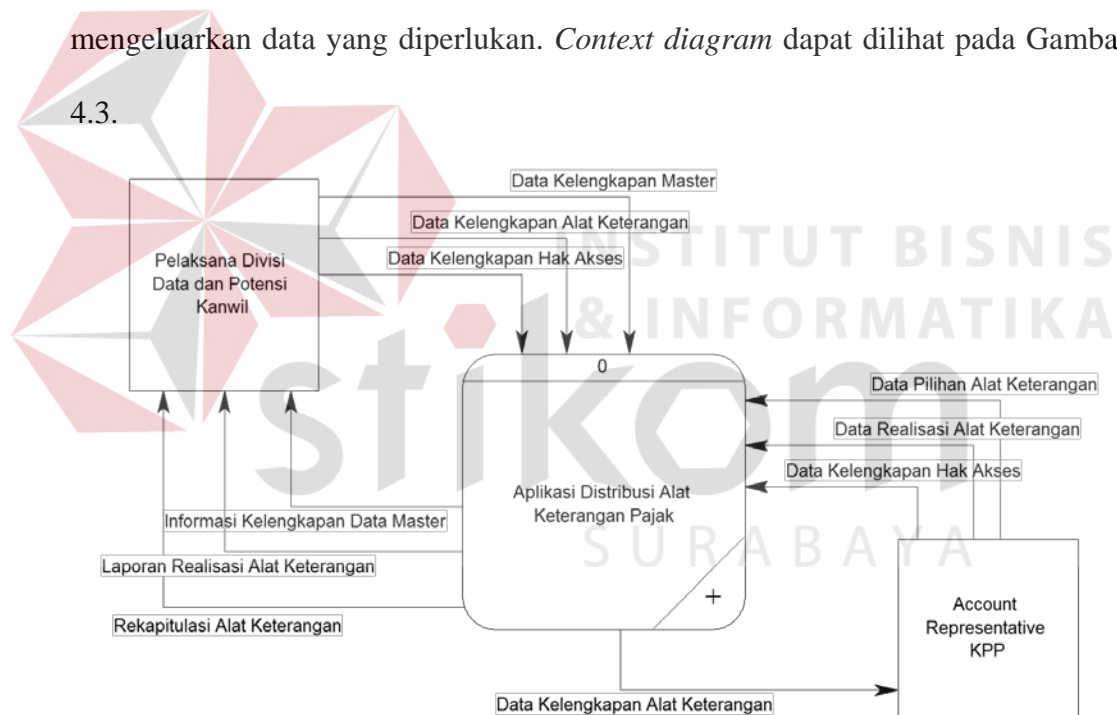 mengeluarkan data yang diperlukan. Context diagram dapat dilihat pada Gamba
4.3.
Data Kelengkapan Master
Data Kelengkapan Alat Keterangan
Data Kelengkapan Hak Akses
Pelaksana Divisi
Data dan Potensi
Kanwil
INSTITUT BISNIS
& INFORMATIKA
stikom
SURABAYA
0
Aplikasi Distribusi Alat
Keterangan Pajak
+
Data Pilihan Alat Keterangan
Data Realisasi Alat Keterangan
Data Kelengkapan Hak Akses
Informasi Kelengkapan Data Master
Laporan Realisasi Alat Keterangan
Rekapitulasi Alat Keterangan
Account
Representative
KPP
Data Kelengkapan Alat Keterangan